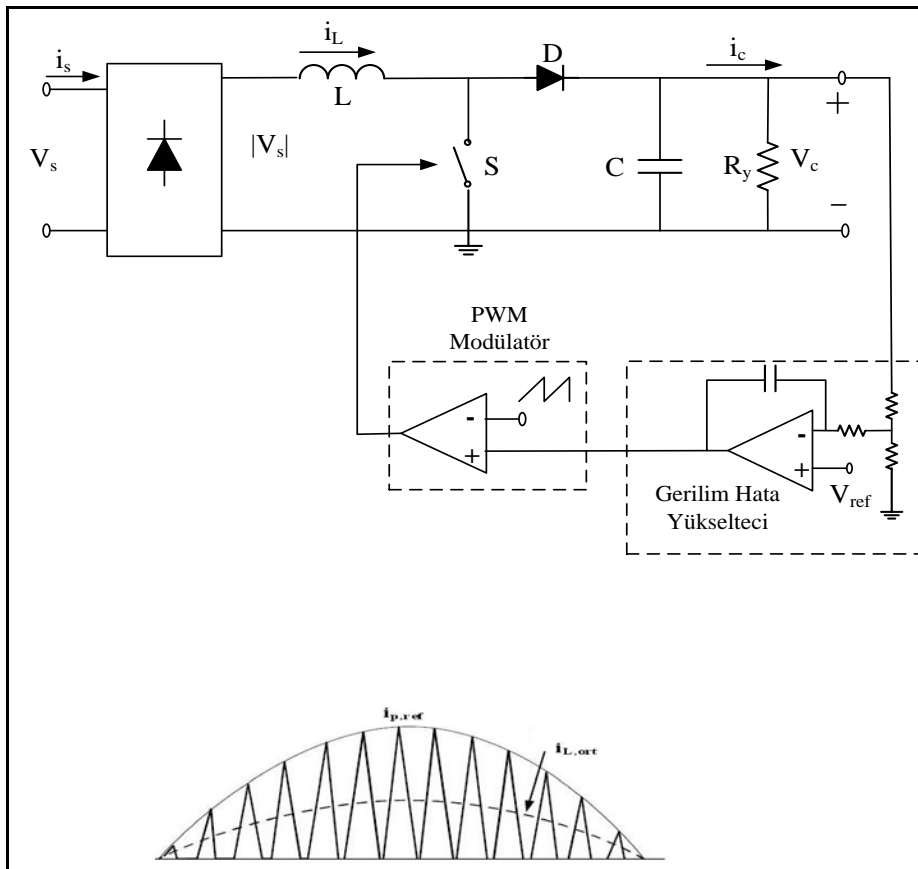 i_L
D
i_c
i_s
L
+
V_s
|V_s|
S
C
R_y
V_c
−
PWM
Modülatör
-
+
-
+
V_ref
Gerilim Hata
Yükselteci
i_p,ref
i_L,ort